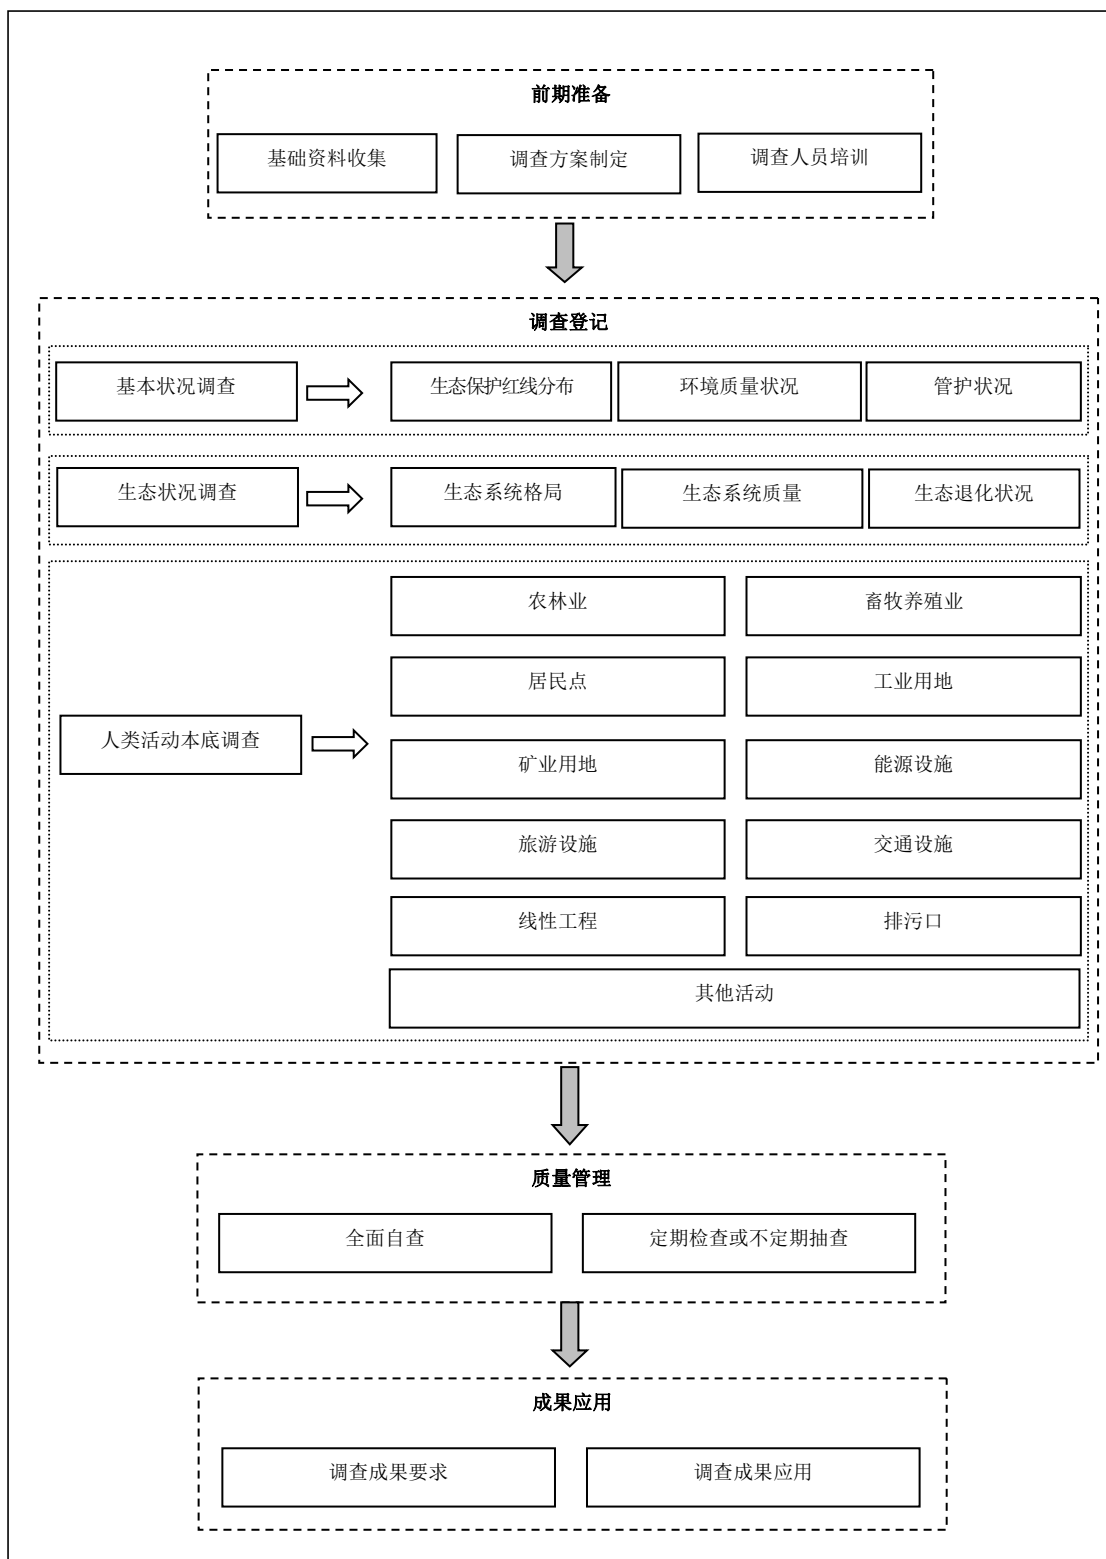 前期准备
基础资料收集
调查方案制定
调查人员培训
调查登记
基本状况调查
生态保护红线分布
环境质量状况
管护状况
生态状况调查
生态系统格局
生态系统质量
生态退化状况
农林业
畜牧养殖业
居民点
工业用地
人类活动本底调查
矿业用地
能源设施
旅游设施
交通设施
线性工程
排污口
其他活动
质量管理
全面自查
定期检查或不定期抽查
成果应用
调查成果要求
调查成果应用